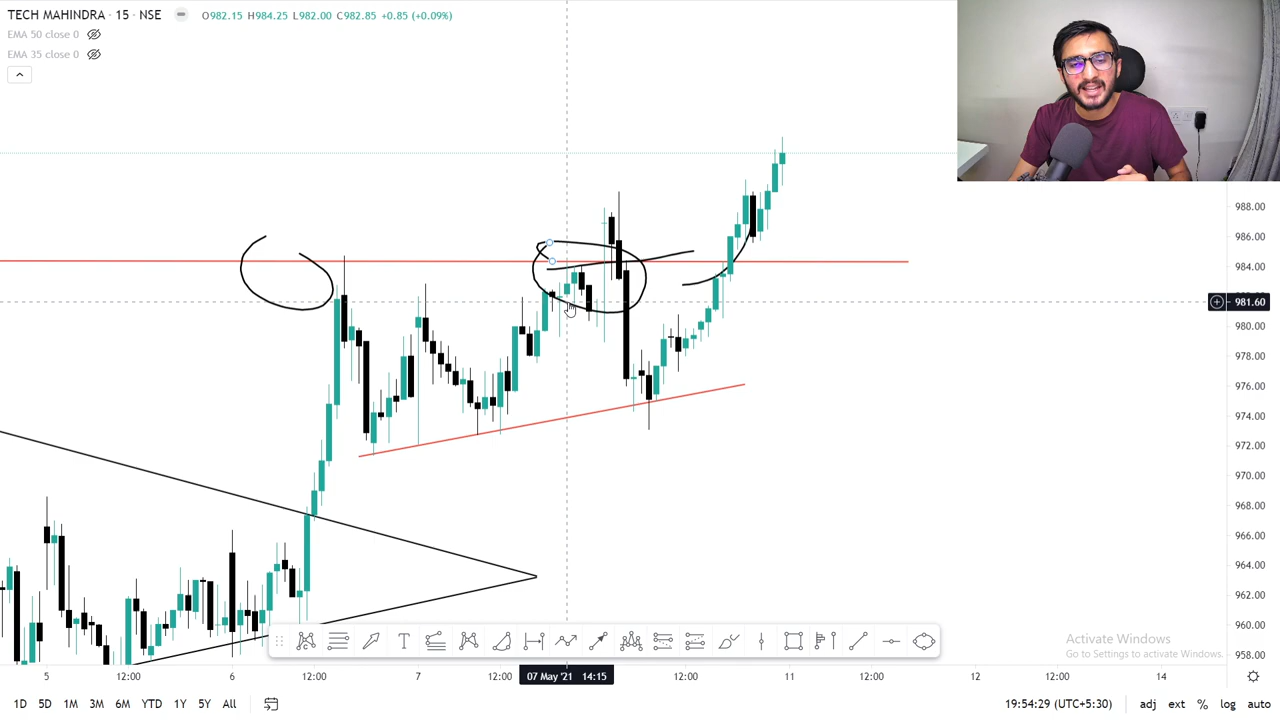 TECH MAHINDRA · 15 · NSE O982.15 H984.25 L982.00 C982.85 +0.85 (+0.09%)
EMA 50 close 0
EMA 35 close 0
988.00
986.00
984.00
981.60
980.00
978.00
976.00
974.00
972.00
970.00
968.00
966.00
964.00
962.00
960.00
958.00
T
Activate Windows
Go to Settings to activate Windows.
5 12:00 6 12:00 7 12:00 07 May '21 14:15 12:00 11 12:00 12 12:00 14
1D 5D 1M 3M 6M YTD 1Y 5Y All 19:54:29 (UTC+5:30) adj ext % log auto